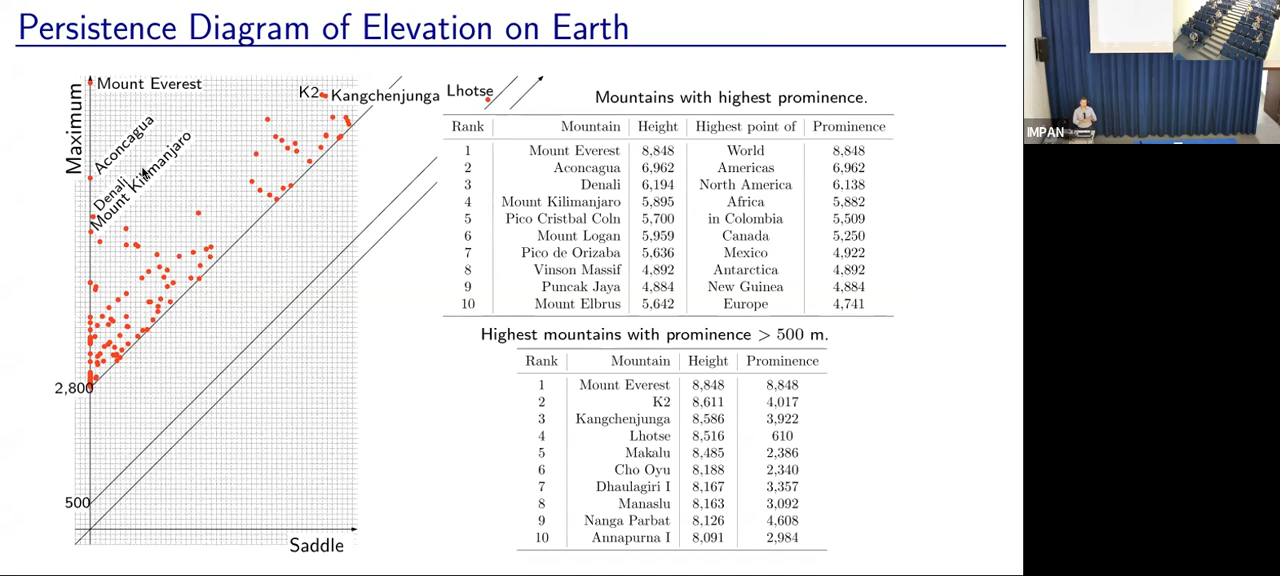 Persistence Diagram of Elevation on Earth
Maximum
Mount Everest
K2
Kangchenjunga
Lhotse
Aconcagua
Denali
Mount Kilimanjaro
2,800
500
Saddle
Mountains with highest prominence.
Rank Mountain Height Highest point of Prominence
1 Mount Everest 8,848 World 8,848
2 Aconcagua 6,962 Americas 6,962
3 Denali 6,194 North America 6,138
4 Mount Kilimanjaro 5,895 Africa 5,882
5 Pico Cristbal Coln 5,700 in Colombia 5,509
6 Mount Logan 5,959 Canada 5,250
7 Pico de Orizaba 5,636 Mexico 4,922
8 Vinson Massif 4,892 Antarctica 4,892
9 Puncak Jaya 4,884 New Guinea 4,884
10 Mount Elbrus 5,642 Europe 4,741
Highest mountains with prominence > 500 m.
Rank Mountain Height Prominence
1 Mount Everest 8,848 8,848
2 K2 8,611 4,017
3 Kangchenjunga 8,586 3,922
4 Lhotse 8,516 610
5 Makalu 8,485 2,386
6 Cho Oyu 8,188 2,340
7 Dhaulagiri I 8,167 3,357
8 Manaslu 8,163 3,092
9 Nanga Parbat 8,126 4,608
10 Annapurna I 8,091 2,984
IMPAN